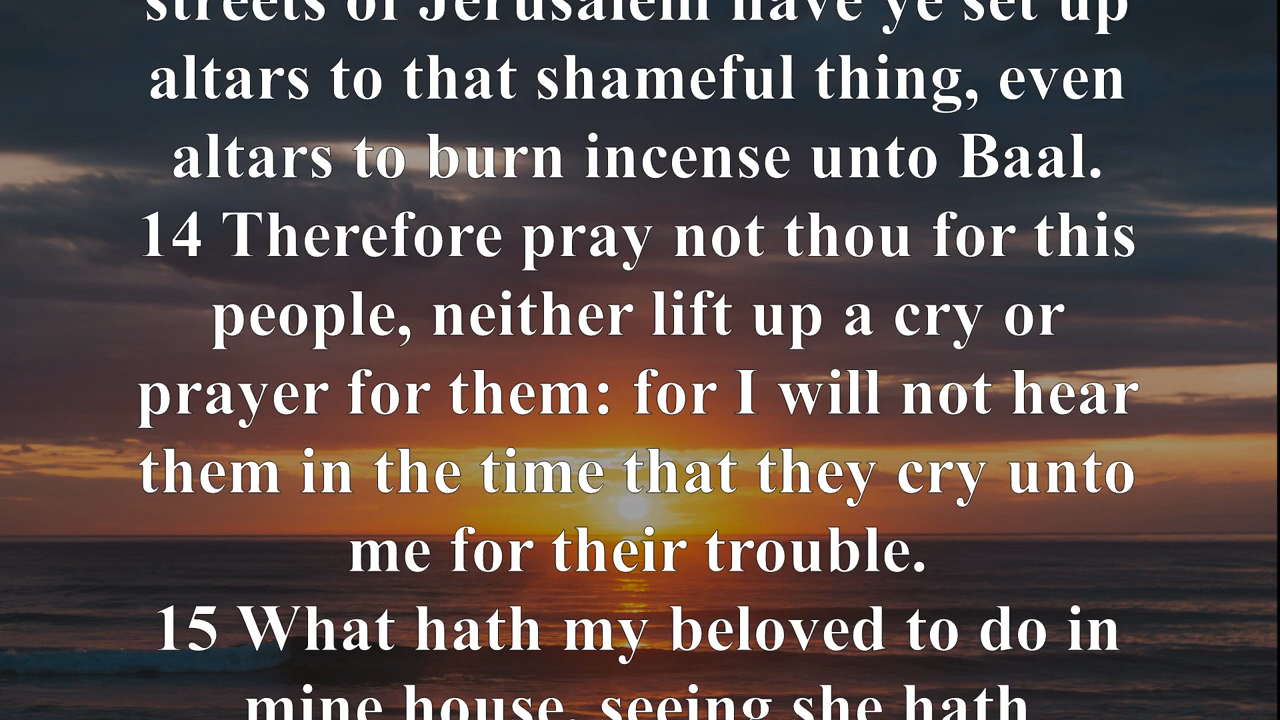 streets of Jerusalem have ye set up
altars to that shameful thing, even
altars to burn incense unto Baal.
14 Therefore pray not thou for this
people, neither lift up a cry or
prayer for them: for I will not hear
them in the time that they cry unto
me for their trouble.
15 What hath my beloved to do in
mine house, seeing she hath